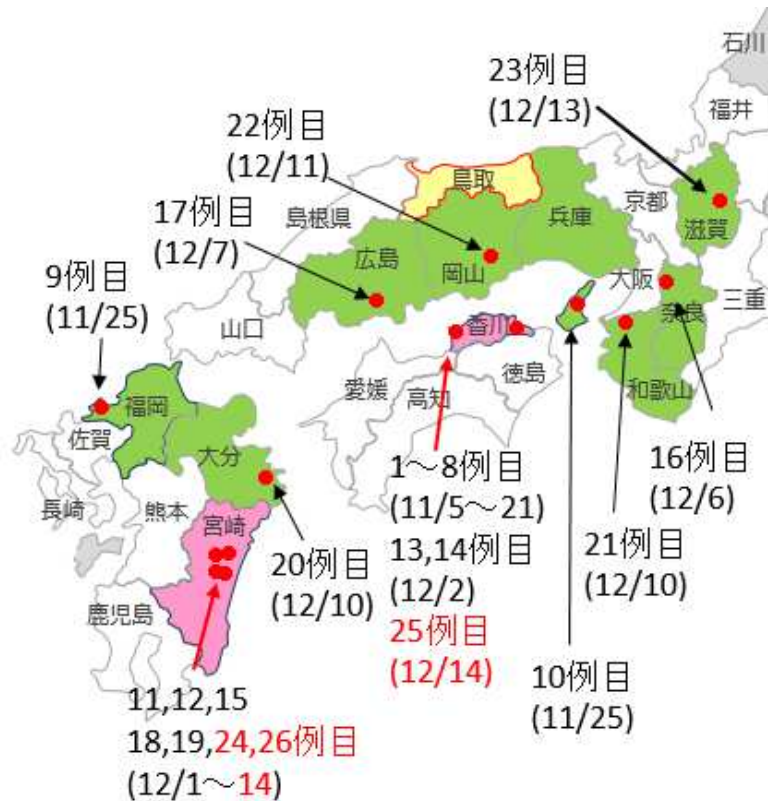 石川
23例目
(12/13)
福井
22例目
(12/11)
鳥取
京都
兵庫
滋賀
17例目
(12/7)
島根県
広島
岡山
大阪
9例目
(11/25)
奈良
三重
山口
香川
徳島
愛媛
高知
和歌山
福岡
佐賀
大分
1～8例目
(11/5～21)
13,14例目
(12/2)
25例目
(12/14)
16例目
(12/6)
長崎
熊本
宮崎
21例目
(12/10)
20例目
(12/10)
鹿児島
10例目
(11/25)
11,12,15
18,19,24,26例目
(12/1～14)